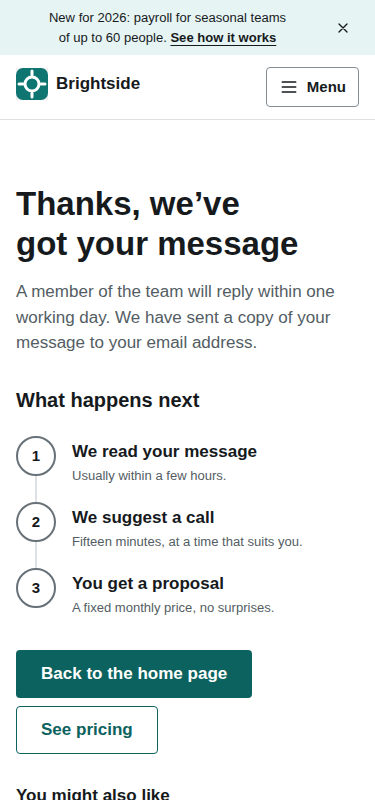 New for 2026: payroll for seasonal teams
of up to 60 people. See how it works
Brightside
Menu
Thanks, we’ve
got your message
A member of the team will reply within one
working day. We have sent a copy of your
message to your email address.
What happens next
1
We read your message
Usually within a few hours.
2
We suggest a call
Fifteen minutes, at a time that suits you.
3
You get a proposal
A fixed monthly price, no surprises.
Back to the home page
See pricing
You might also like